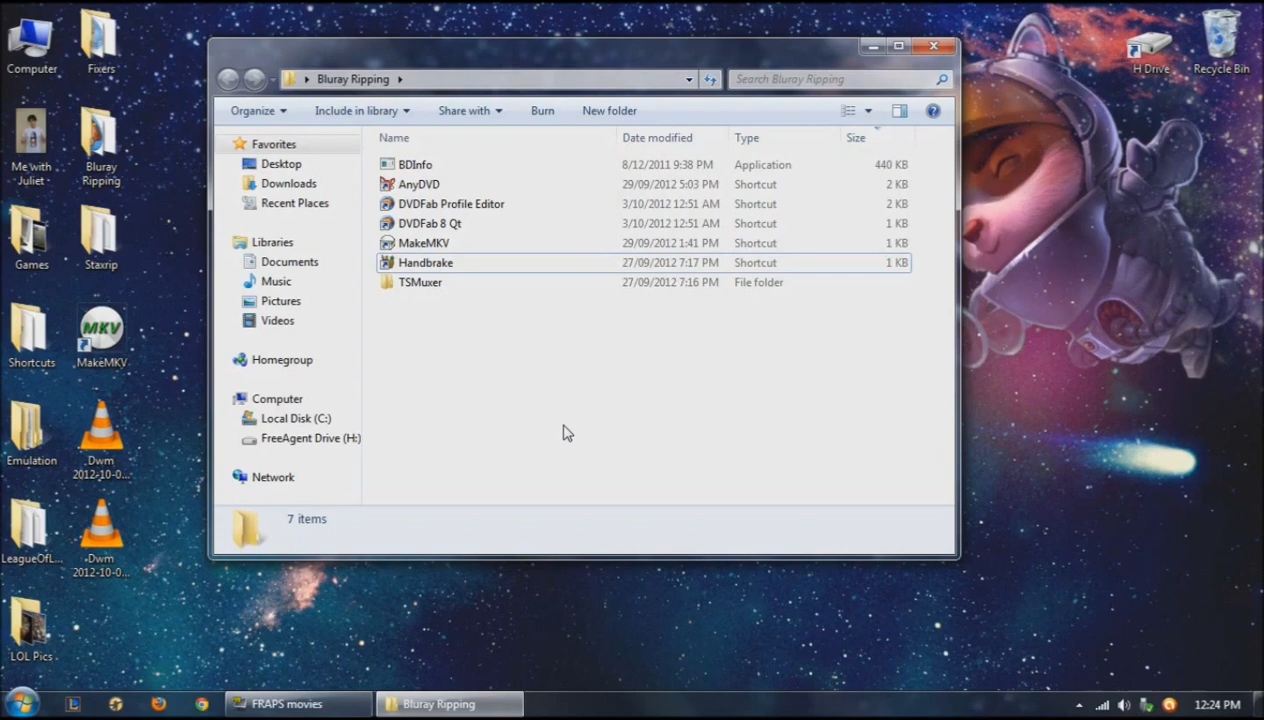 Computer
Fixers
Me with
Juliet -
Bluray
Ripping
Games
Staxrip
Shortcuts
MKV
MakeMKV
Emulation
Dwm
2012-10-0...
LeagueOfL...
Dwm
2012-10-0...
LOL Pics
H Drive
Recycle Bin
Bluray Ripping
Search Bluray Ripping
Organize
Include in library
Share with
Burn
New folder
Name
Date modified
Type
Size
Favorites
Desktop
Downloads
Recent Places
Libraries
Documents
Music
Pictures
Videos
Homegroup
Computer
Local Disk (C:)
FreeAgent Drive (H:)
Network
BDInfo 8/12/2011 9:38 PM Application 440 KB
AnyDVD 29/09/2012 5:03 PM Shortcut 2 KB
DVDFab Profile Editor 3/10/2012 12:51 AM Shortcut 2 KB
DVDFab 8 Qt 3/10/2012 12:51 AM Shortcut 1 KB
MakeMKV 29/09/2012 1:41 PM Shortcut 1 KB
Handbrake 27/09/2012 7:17 PM Shortcut 1 KB
TSMuxer 27/09/2012 7:16 PM File folder
7 items
FRAPS movies
Bluray Ripping
12:24 PM